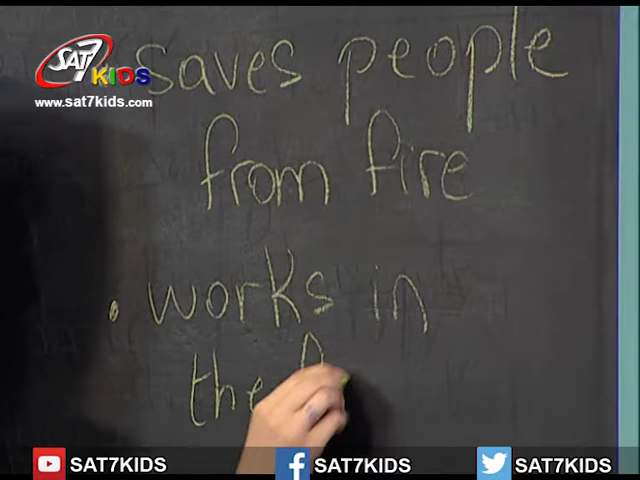 SAT7 KIDS
www.sat7kids.com
saves people
from fire
. works in
the
SAT7KIDS SAT7KIDS SAT7KIDS